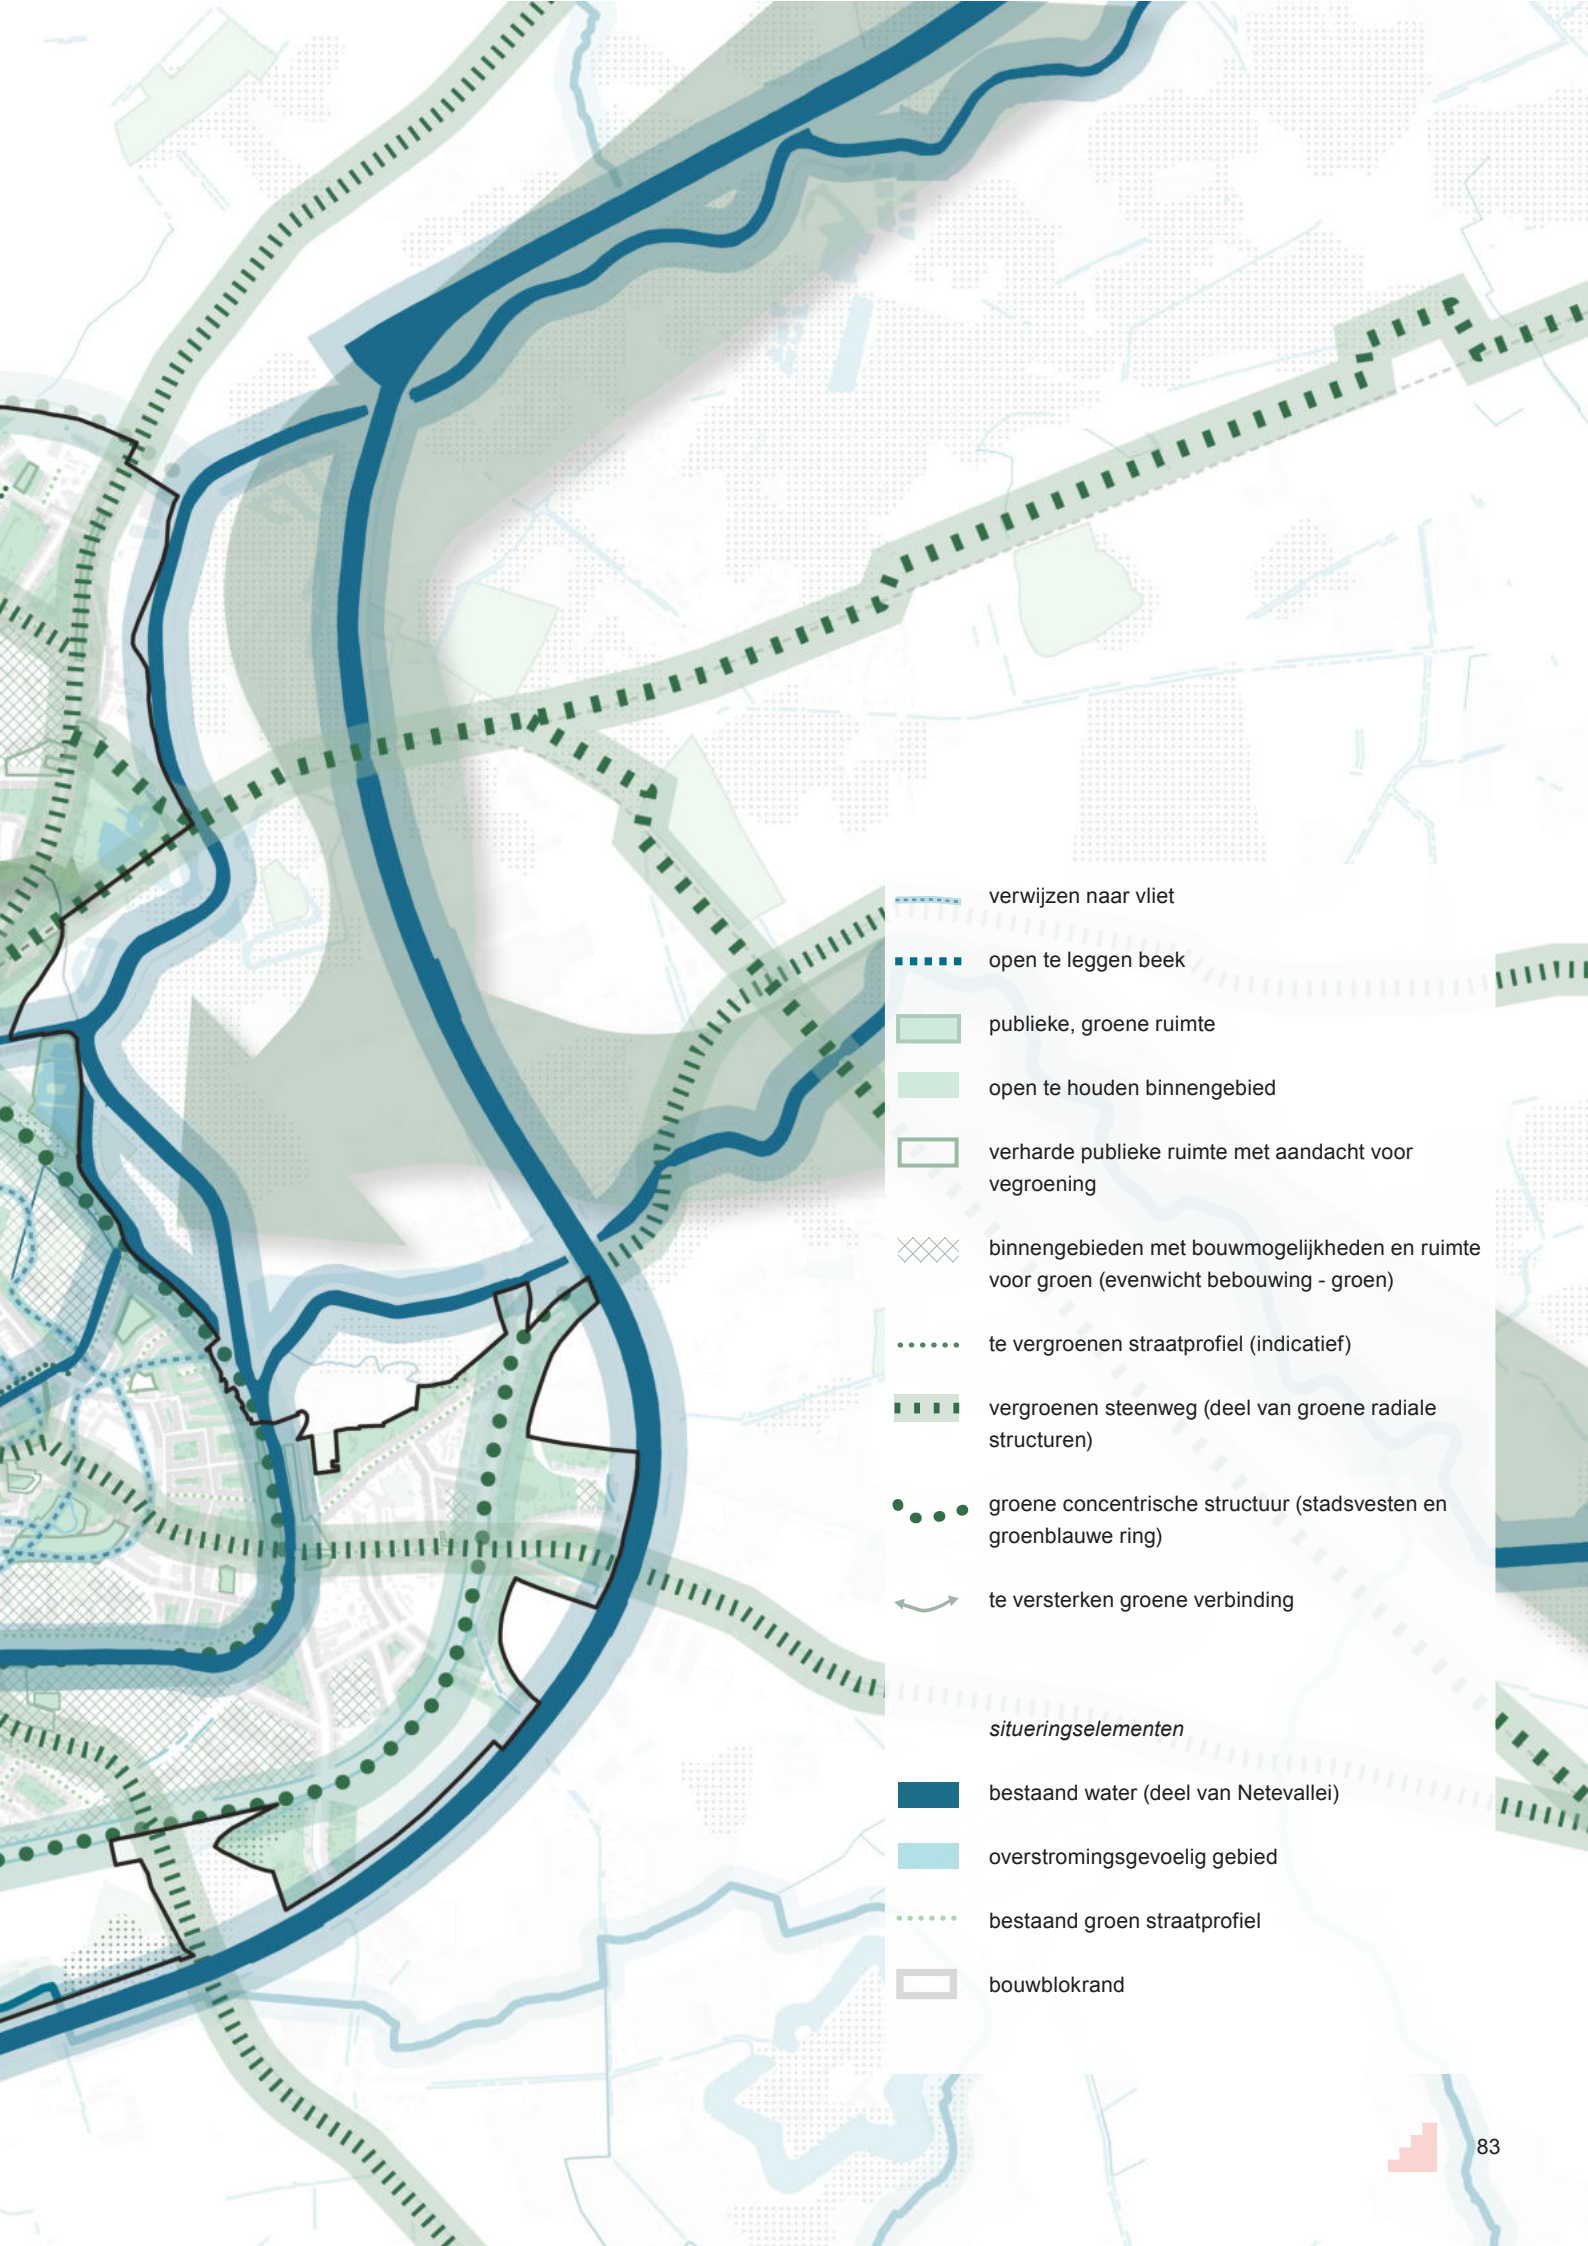 verwijzen naar vliet
open te leggen beek
publieke, groene ruimte
open te houden binnengebied
verharde publieke ruimte met aandacht voor
vegroening
binnengebieden met bouwmogelijkheden en ruimte
voor groen (evenwicht bebouwing - groen)
te vergroenen straatprofiel (indicatief)
vergroenen steenweg (deel van groene radiale
structuren)
groene concentrische structuur (stadsvesten en
groenblauwe ring)
te versterken groene verbinding
situeringselementen
bestaand water (deel van Netevallei)
overstromingsgevoelig gebied
bestaand groen straatprofiel
bouwblokrand
83